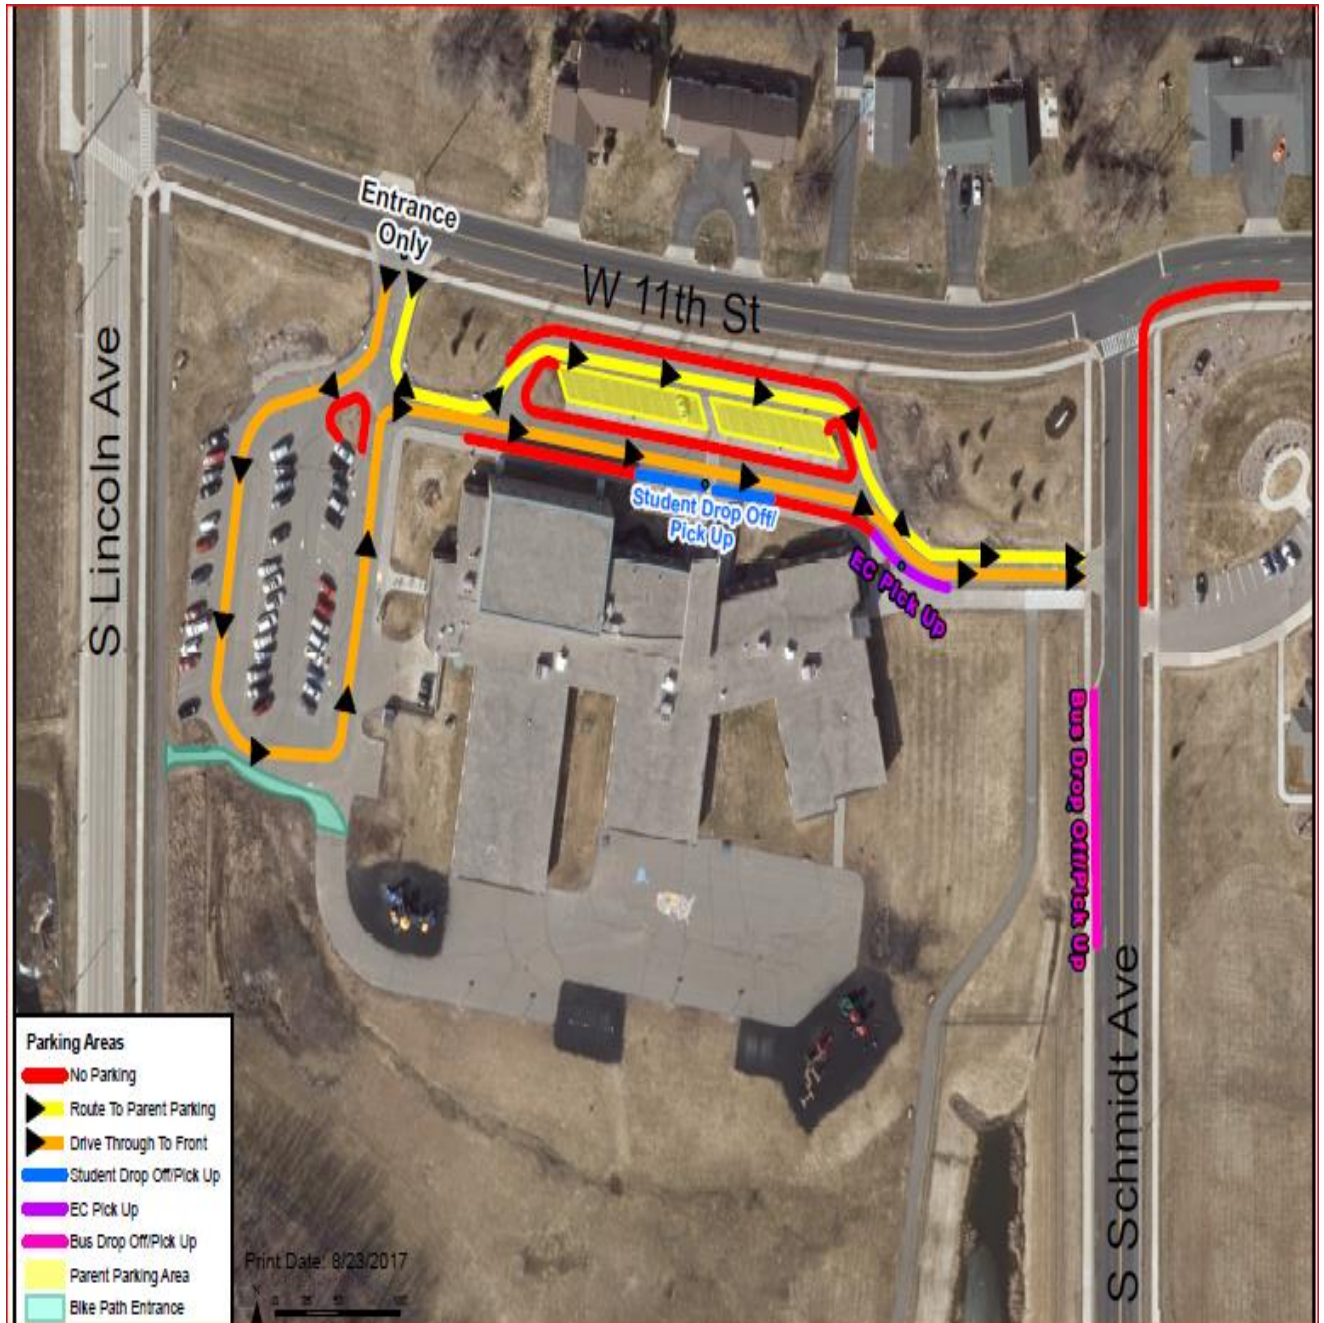 Entrance
Only
W 11th St
S Lincoln Ave
Student Drop Off/
Pick Up
EC Pick Up
Bus Drop Off/Pick Up
S Schmidt Ave
Parking Areas
No Parking
Route To Parent Parking
Drive Through To Front
Student Drop Off/Pick Up
EC Pick Up
Bus Drop Off/Pick Up
Parent Parking Area
Bike Path Entrance
Print Date: 8/23/2017
N